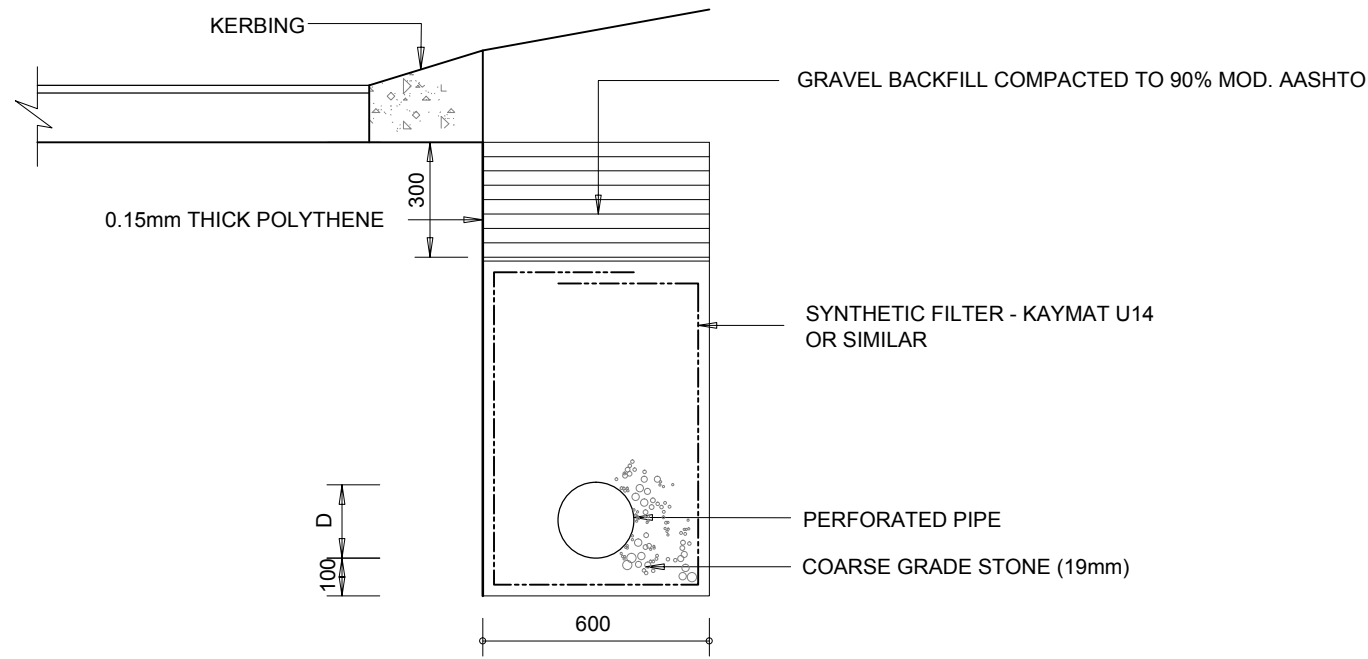 KERBING
GRAVEL BACKFILL COMPACTED TO 90% MOD. AASHTO
300
0.15mm THICK POLYTHENE
SYNTHETIC FILTER - KAYMAT U14
OR SIMILAR
D
PERFORATED PIPE
100
COARSE GRADE STONE (19mm)
600